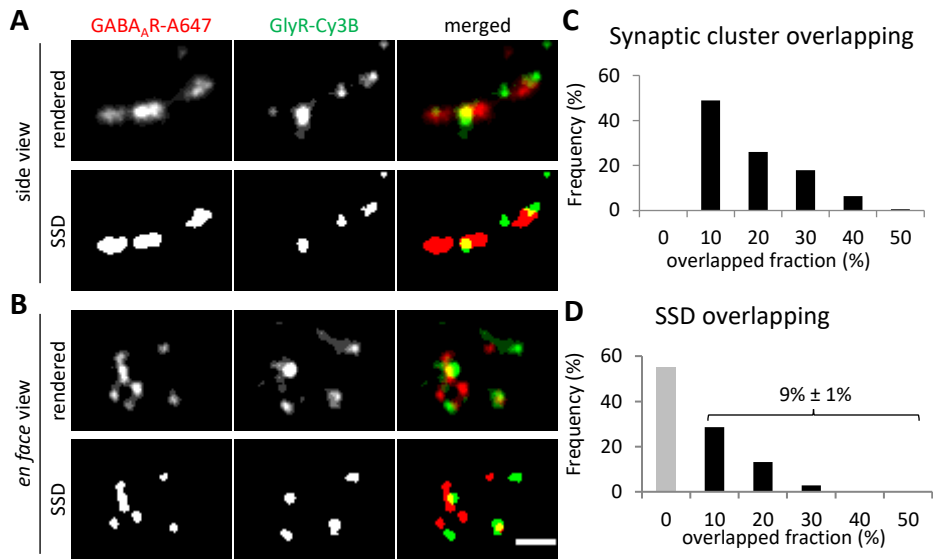 A
GABA_AR-A647
GlyR-Cy3B
merged
side view
rendered
SSD
B
en face view
rendered
SSD
C
Synaptic cluster overlapping
Frequency (%)
60
40
20
0
0 10 20 30 40 50
overlapped fraction (%)
D
SSD overlapping
Frequency (%)
60
40
20
0
9% ± 1%
0 10 20 30 40 50
overlapped fraction (%)